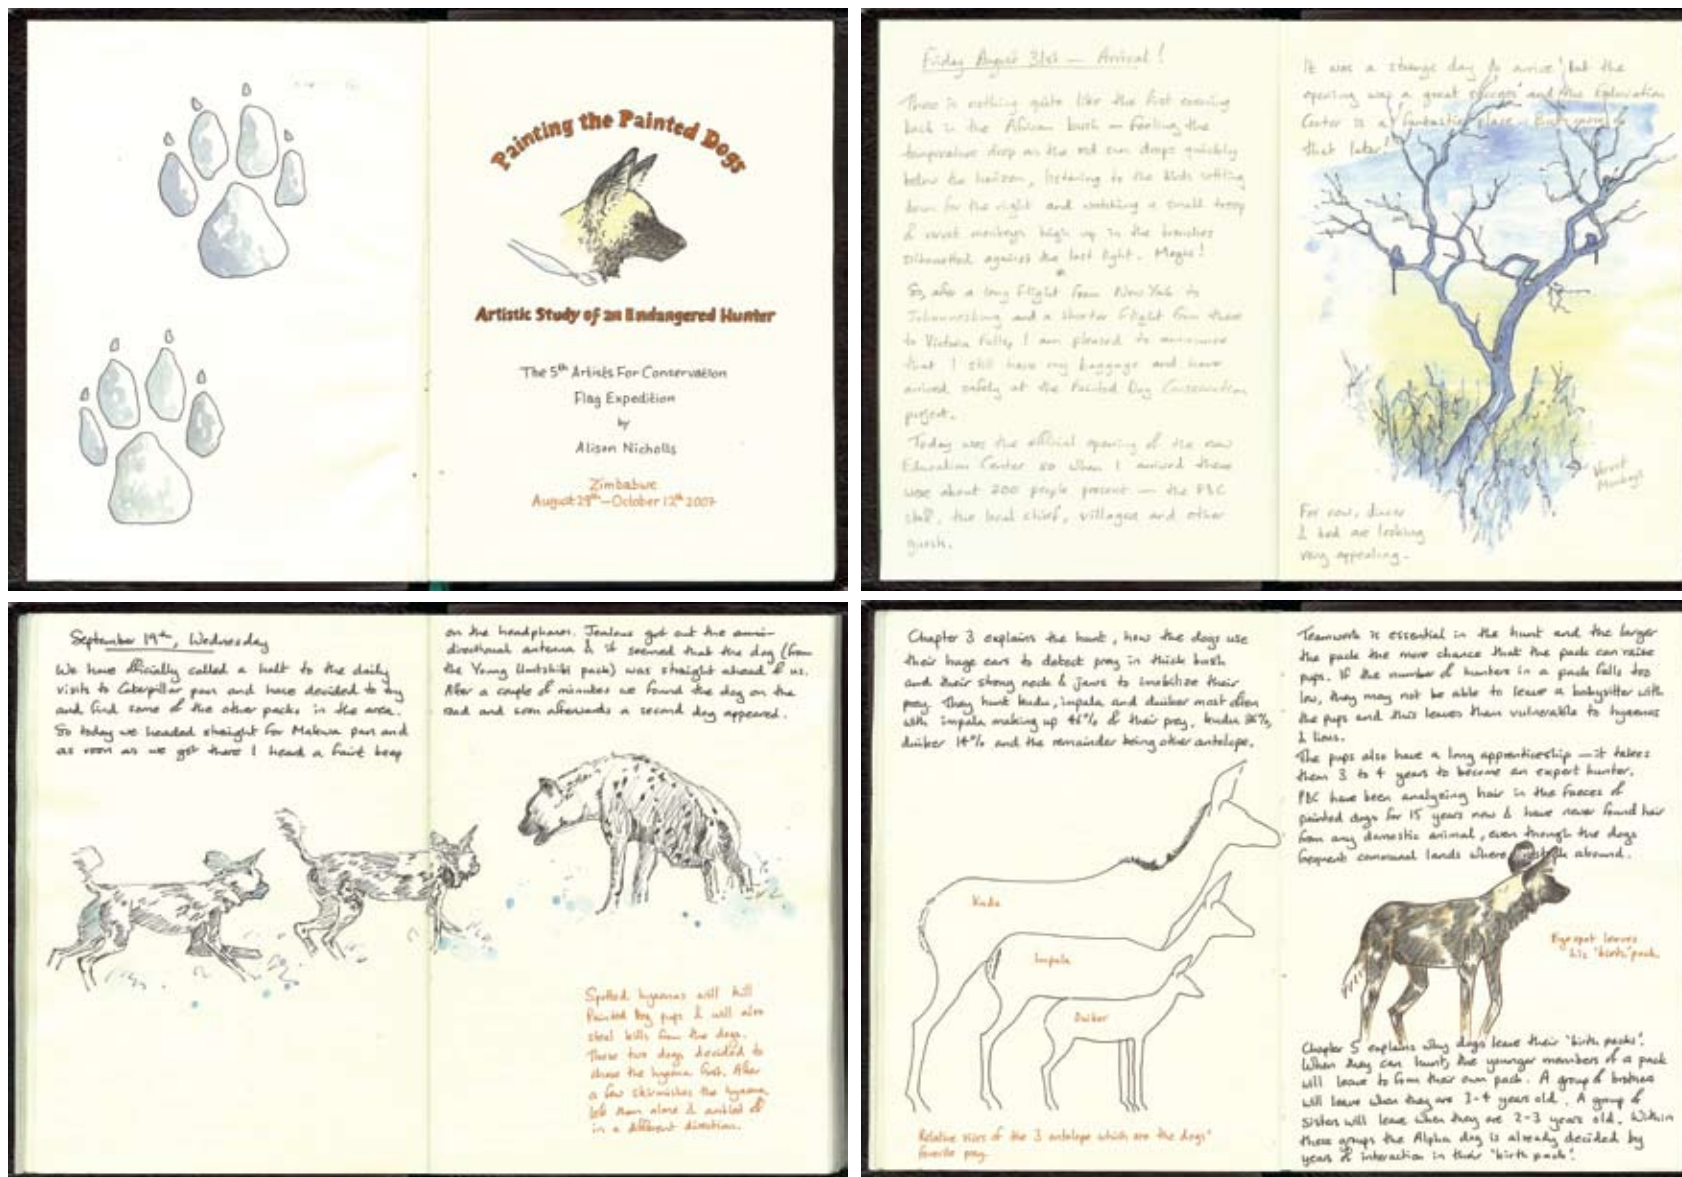 Painting the Painted Dogs
Artistic Study of an Endangered Hunter
The 5th Artists For Conservation
Flag Expedition
by
Alison Nicholls
Zimbabwe
August 29th — October 12th 2007
Friday August 31st — Arrival!
There is nothing quite like the first evening
back in the African bush — feeling the
temperature drop as the red sun drops quickly
below the horizon, listening to the birds settling
down for the night and watching a small troop
of vervet monkeys high up in the branches
silhouetted against the last light. Magic!
So, after a long flight from New York to
Johannesburg and a shorter flight from there
to Victoria Falls, I am pleased to announce
that I still have my baggage and have
arrived safely at the Painted Dog Conservation
project.
Today was the official opening of the new
Education Center so when I arrived there
were about 200 people present — the PDC
staff, the local chief, villagers and other
guests.
It was a strange day to arrive! but the
opening was a great success and the Education
Center is a fantastic place. But more on
that later!
Vervet
Monkeys
For now, dinner
& bed are looking
very appealing.
September 19th, Wednesday
We have officially called a halt to the daily
visits to Caterpillar pan and have decided to try
and find some of the other packs in the area.
So today we headed straight for Makwa pan and
as soon as we got there I heard a faint beep
on the headphones. Jealous got out the omni-
directional antenna & it seemed that the dog (from
the Young Umtshibi pack) was straight ahead of us.
After a couple of minutes we found the dog on the
road and soon afterwards a second dog appeared.
Spotted hyaenas will kill
Painted Dog pups & will also
steal kills from the dogs.
These two dogs decided to
chase the hyaena first. After
a few skirmishes the hyaena
left them alone & ambled off
in a different direction.
Chapter 3 explains the hunt, how the dogs use
their huge ears to detect prey in thick bush
and their strong neck & jaws to imobilize their
prey. They hunt kudu, impala and duiker most often
with impala making up 46% of their prey, kudu 26%,
duiker 14% and the remainder being other antelope.
Kudu
Impala
Duiker
Relative sizes of the 3 antelope which are the dogs'
favorite prey.
Teamwork is essential in the hunt and the larger
the pack the more chance that the pack can raise
pups. If the number of hunters in a pack falls too
low, they may not be able to leave a babysitter with
the pups and this leaves them vulnerable to hyaenas
& lions.
The pups also have a long apprenticeship — it takes
them 3 to 4 years to become an expert hunter.
PDC have been analyzing hair in the faeces of
painted dogs for 15 years now & have never found hair
from any domestic animal, even though the dogs
frequent communal lands where abound.
Eyespot leaves
his 'birth' pack
Chapter 5 explains why dogs leave their 'birth packs'.
When they can hunt, the younger members of a pack
will leave to form their own pack. A group of brothers
will leave when they are 3-4 years old. A group of
sisters will leave when they are 2-3 years old. Within
these groups the Alpha dog is already decided by
years of interaction in their 'birth pack'.